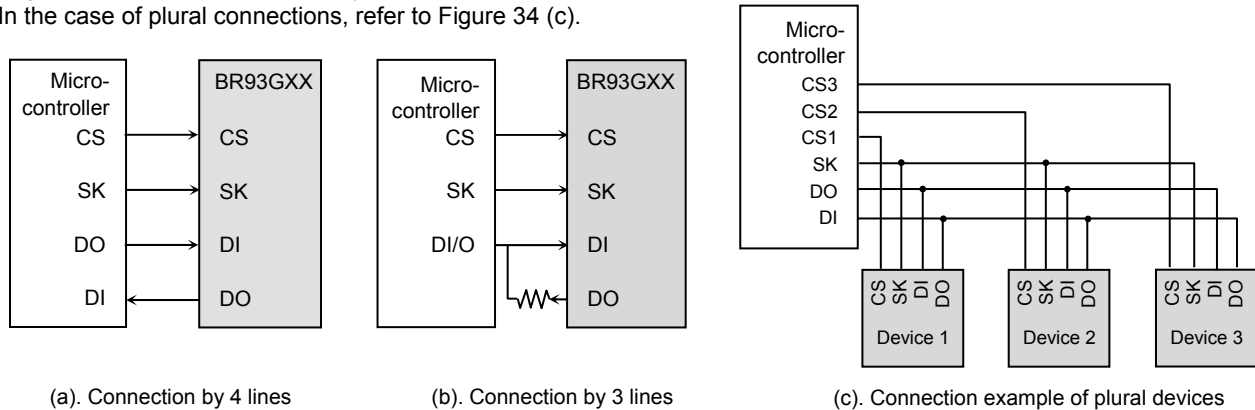 In the case of plural connections, refer to Figure 34 (c).
Micro-
controller
CS
SK
DO
DI
BR93GXX
CS
SK
DI
DO
(a). Connection by 4 lines
Micro-
controller
CS
SK
DI/O
BR93GXX
CS
SK
DI
DO
(b). Connection by 3 lines
Micro-
controller
CS3
CS2
CS1
SK
DO
DI
CS
SK
DI
DO
Device 1
CS
SK
DI
DO
Device 2
CS
SK
DI
DO
Device 3
(c). Connection example of plural devices